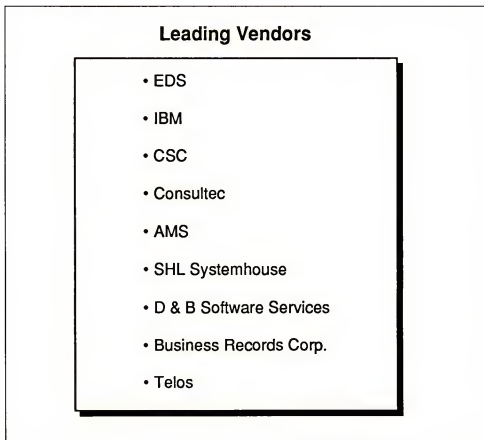 Leading Vendors
• EDS
• IBM
• CSC
• Consultec
• AMS
• SHL Systemhouse
• D & B Software Services
• Business Records Corp.
• Telos